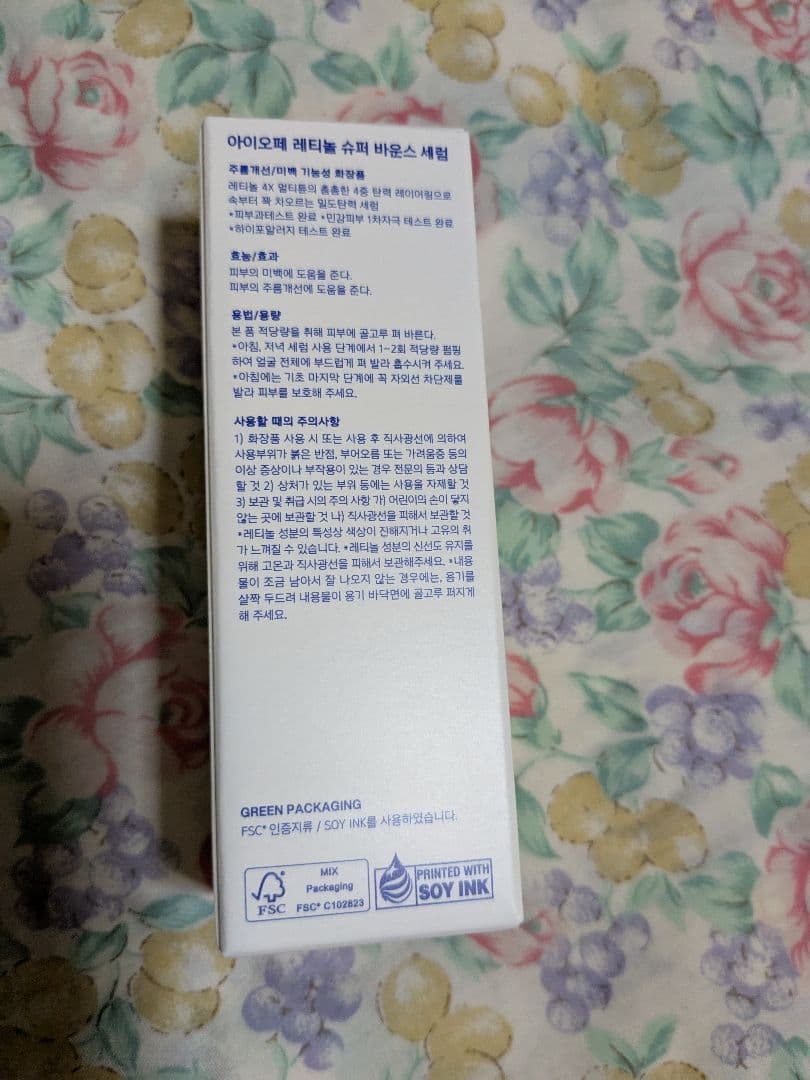 아이오페 레티놀 슈퍼 바운스 세럼
주름개선/미백 기능성 화장품
레티놀 4X 멀티튠의 촘촘한 4중 탄력 레이어링으로
속부터 꽉 차오르는 밀도탄력 세럼
*피부과테스트 완료 *민감피부 1차자극 테스트 완료
*하이포알러지 테스트 완료
효능/효과
피부의 미백에 도움을 준다.
피부의 주름개선에 도움을 준다.
용법/용량
본 품 적당량을 취해 피부에 골고루 펴 바른다.
*아침, 저녁 세럼 사용 단계에서 1~2회 적당량 펌핑
하여 얼굴 전체에 부드럽게 펴 발라 흡수시켜 주세요.
*아침에는 기초 마지막 단계에 꼭 자외선 차단제를
발라 피부를 보호해 주세요.
사용할 때의 주의사항
1) 화장품 사용 시 또는 사용 후 직사광선에 의하여
사용부위가 붉은 반점, 부어오름 또는 가려움증 등의
이상 증상이나 부작용이 있는 경우 전문의 등과 상담
할 것 2) 상처가 있는 부위 등에는 사용을 자제할 것
3) 보관 및 취급 시의 주의 사항 가) 어린이의 손이 닿지
않는 곳에 보관할 것 나) 직사광선을 피해서 보관할 것
*레티놀 성분의 특성상 색상이 진해지거나 고유의 취
가 느껴질 수 있습니다. *레티놀 성분의 신선도 유지를
위해 고온과 직사광선을 피해서 보관해주세요. *내용
물이 조금 남아서 잘 나오지 않는 경우에는, 용기를
살짝 두드려 내용물이 용기 바닥면에 골고루 퍼지게
해 주세요.
GREEN PACKAGING
FSC® 인증지류 / SOY INK를 사용하였습니다.
FSC
MIX
Packaging
FSC® C102823
PRINTED WITH
SOY INK